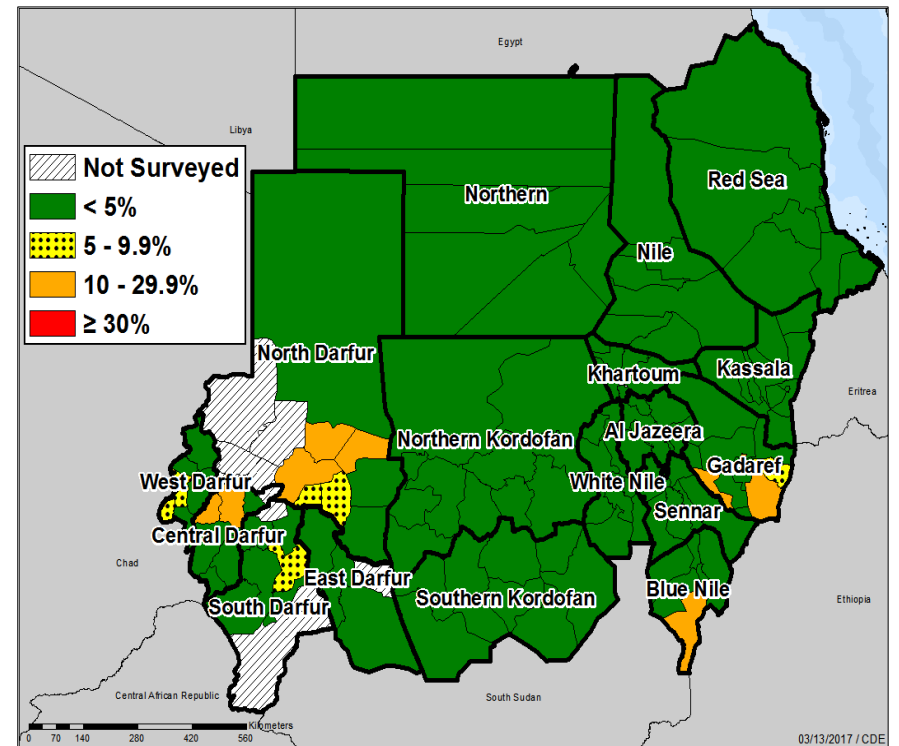 Egypt
Libya
Not Surveyed
< 5%
5 - 9.9%
10 - 29.9%
≥ 30%
Red Sea
Northern
Nile
North Darfur
Khartoum
Kassala
Eritrea
Northern Kordofan
Al Jazeera
Gadaref
West Darfur
White Nile
Sennar
Central Darfur
Chad
East Darfur
Blue Nile
South Darfur
Southern Kordofan
Ethiopia
Central African Republic
South Sudan
Kilometers
0 70 140 280 420 560
03/13/2017 / CDE